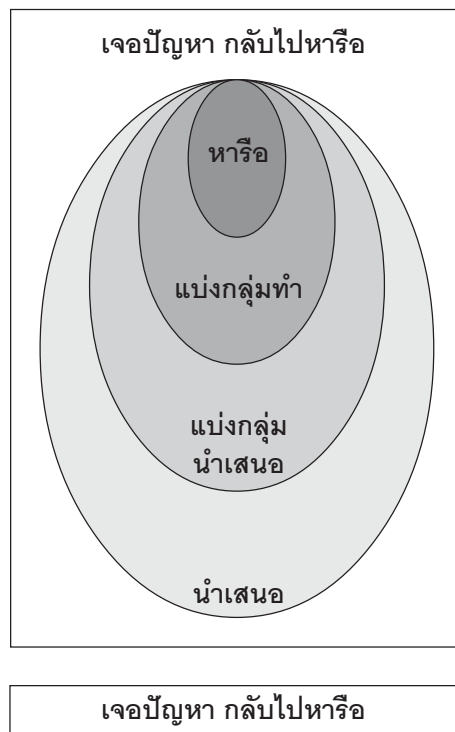 เจอปัญหา กลับไปหารือ
หารือ
แบ่งกลุ่มทำ
แบ่งกลุ่ม
นำเสนอ
นำเสนอ
เจอปัญหา กลับไปหารือ